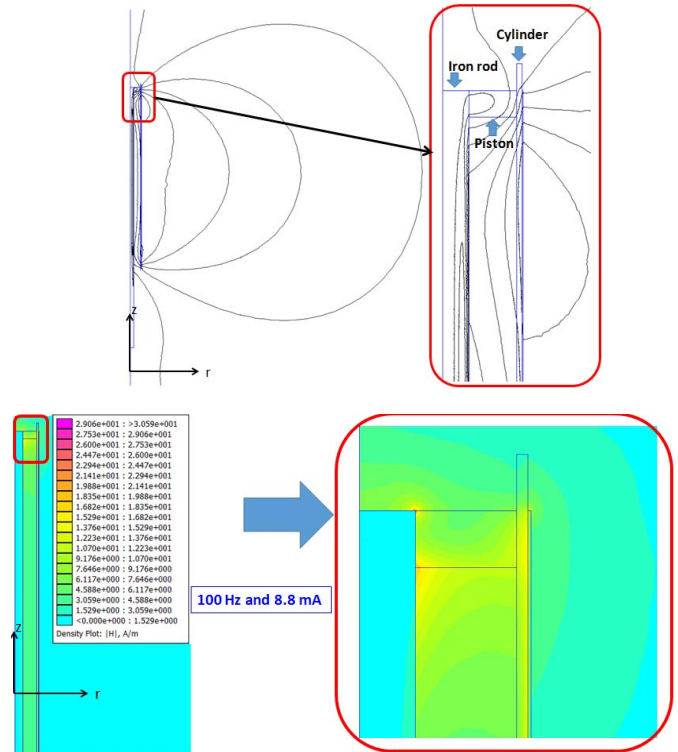 Cylinder
Iron rod
Piston
z
r
2.906e+001 : >3.059e+001
2.753e+001 : 2.906e+001
2.600e+001 : 2.753e+001
2.447e+001 : 2.600e+001
2.294e+001 : 2.447e+001
2.141e+001 : 2.294e+001
1.988e+001 : 2.141e+001
1.835e+001 : 1.988e+001
1.682e+001 : 1.835e+001
1.529e+001 : 1.682e+001
1.376e+001 : 1.529e+001
1.223e+001 : 1.376e+001
1.070e+001 : 1.223e+001
9.176e+000 : 1.070e+001
7.646e+000 : 9.176e+000
6.117e+000 : 7.646e+000
4.588e+000 : 6.117e+000
3.059e+000 : 4.588e+000
1.529e+000 : 3.059e+000
<0.000e+000 : 1.529e+000
Density Plot: |H|, A/m
100 Hz and 8.8 mA
z
r